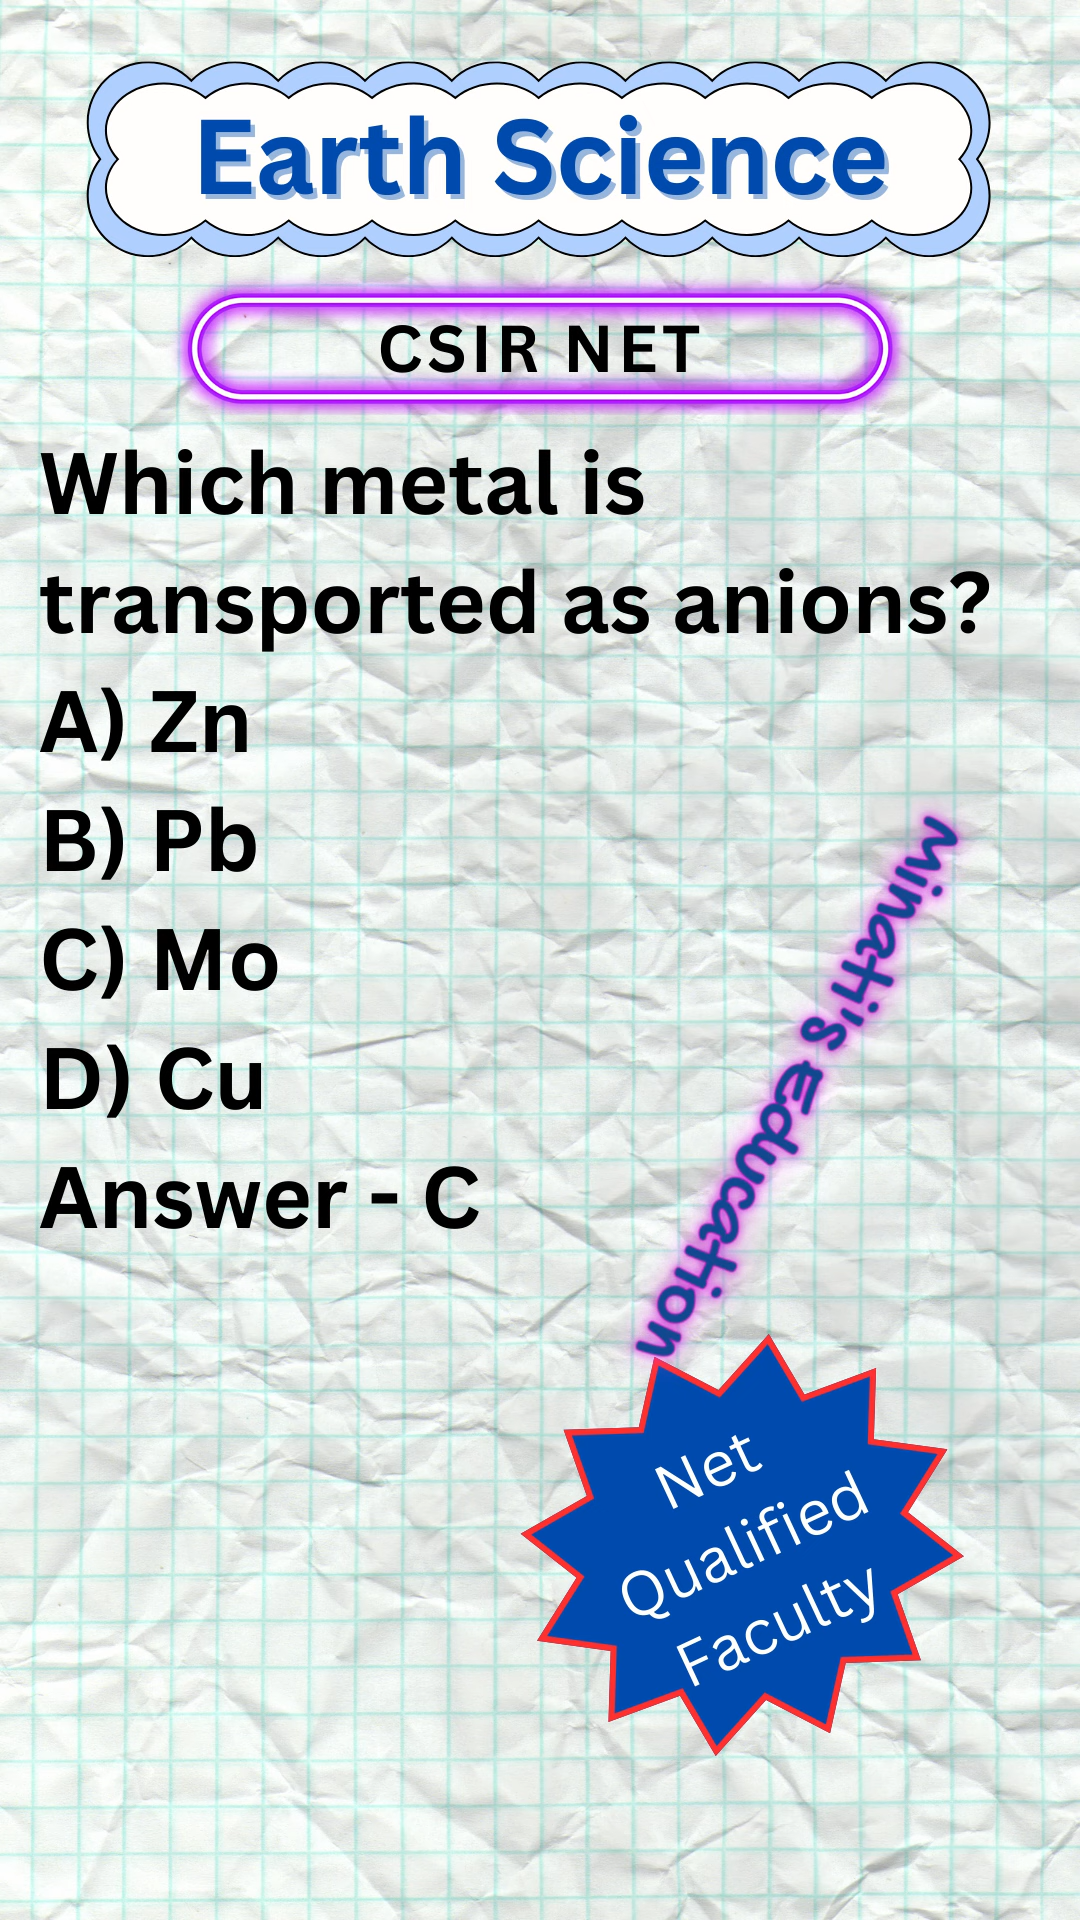 Earth Science
CSIR NET
Which metal is
transported as anions?
A) Zn
B) Pb
C) Mo
D) Cu
Answer - C
Minati's Education
Net
Qualified
Faculty